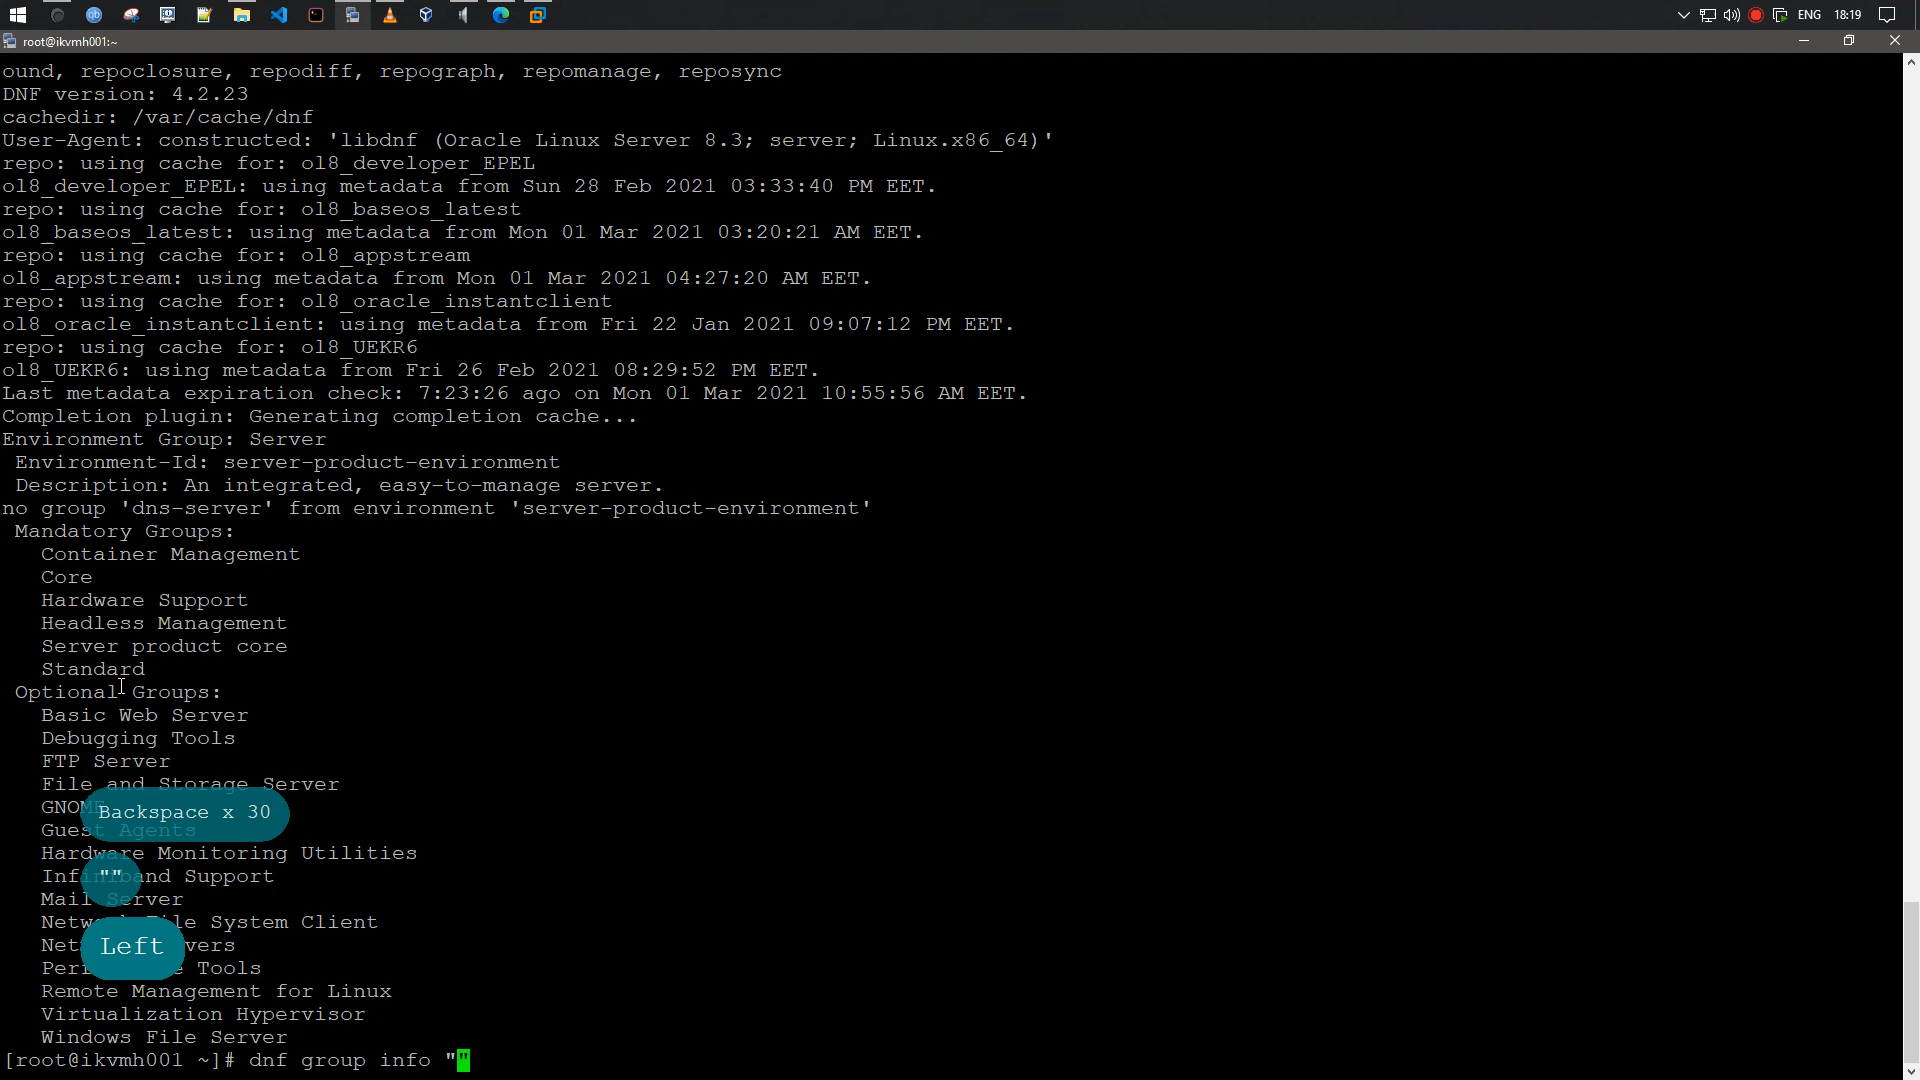 ENG 18:19
root@ikvmh001:~
ound, repoclosure, repodiff, repograph, repomanage, reposync
DNF version: 4.2.23
cachedir: /var/cache/dnf
User-Agent: constructed: 'libdnf (Oracle Linux Server 8.3; server; Linux.x86_64)'
repo: using cache for: ol8_developer_EPEL
ol8_developer_EPEL: using metadata from Sun 28 Feb 2021 03:33:40 PM EET.
repo: using cache for: ol8_baseos_latest
ol8_baseos_latest: using metadata from Mon 01 Mar 2021 03:20:21 AM EET.
repo: using cache for: ol8_appstream
ol8_appstream: using metadata from Mon 01 Mar 2021 04:27:20 AM EET.
repo: using cache for: ol8_oracle_instantclient
ol8_oracle_instantclient: using metadata from Fri 22 Jan 2021 09:07:12 PM EET.
repo: using cache for: ol8_UEKR6
ol8_UEKR6: using metadata from Fri 26 Feb 2021 08:29:52 PM EET.
Last metadata expiration check: 7:23:26 ago on Mon 01 Mar 2021 10:55:56 AM EET.
Completion plugin: Generating completion cache...
Environment Group: Server
Environment-Id: server-product-environment
Description: An integrated, easy-to-manage server.
no group 'dns-server' from environment 'server-product-environment'
Mandatory Groups:
Container Management
Core
Hardware Support
Headless Management
Server product core
Standard
Optional Groups:
Basic Web Server
Debugging Tools
FTP Server
File and Storage Server
GNOME
Backspace x 30
Guest Agents
Hardware Monitoring Utilities
""
Infiniband Support
Mail Server
Network File System Client
Left
Tools
Remote Management for Linux
Virtualization Hypervisor
Windows File Server
[root@ikvmh001 ~]# dnf group info ""